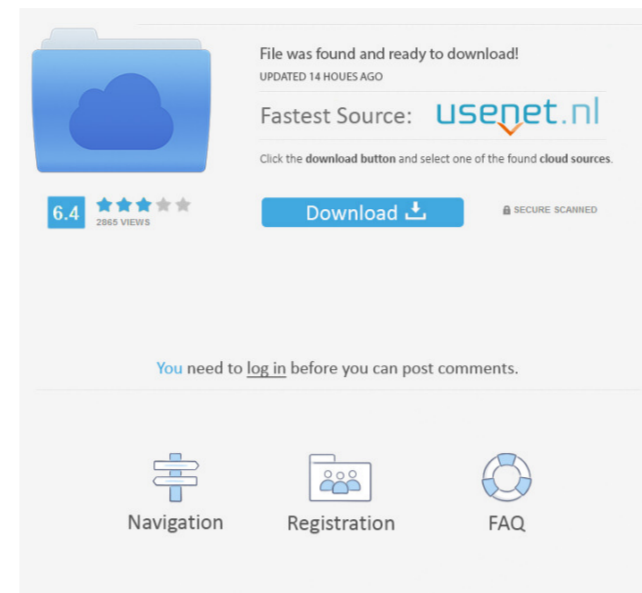 File was found and ready to download!
UPDATED 14 HOUES AGO
Fastest Source: usenet.nl
Click the download button and select one of the found cloud sources.
6.4
2865 VIEWS
Download
SECURE SCANNED
You need to log in before you can post comments.
Navigation
Registration
FAQ